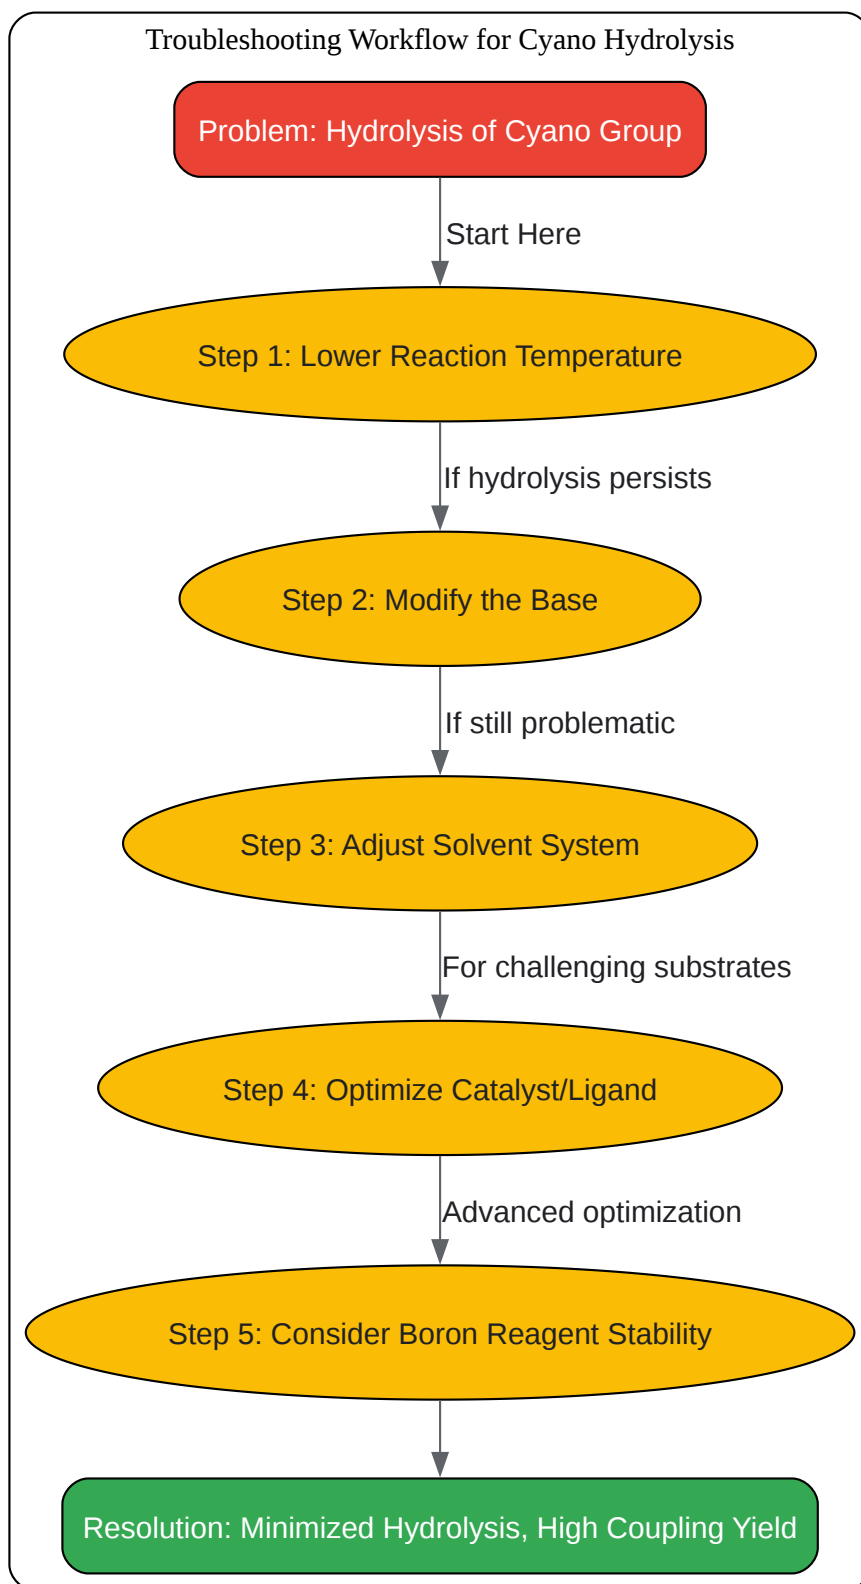 Troubleshooting Workflow for Cyano Hydrolysis
Problem: Hydrolysis of Cyano Group
Start Here
Step 1: Lower Reaction Temperature
If hydrolysis persists
Step 2: Modify the Base
If still problematic
Step 3: Adjust Solvent System
For challenging substrates
Step 4: Optimize Catalyst/Ligand
Advanced optimization
Step 5: Consider Boron Reagent Stability
Resolution: Minimized Hydrolysis, High Coupling Yield